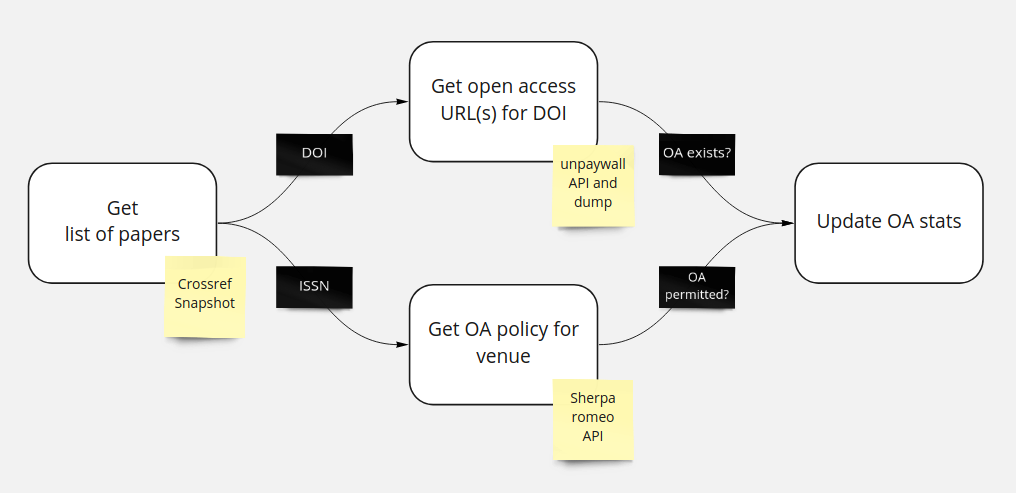 Get
list of papers
Crossref
Snapshot
DOI
ISSN
Get open access
URL(s) for DOI
unpaywall
API and
dump
Get OA policy for
venue
Sherpa
romeo
API
OA exists?
OA
permitted?
Update OA stats